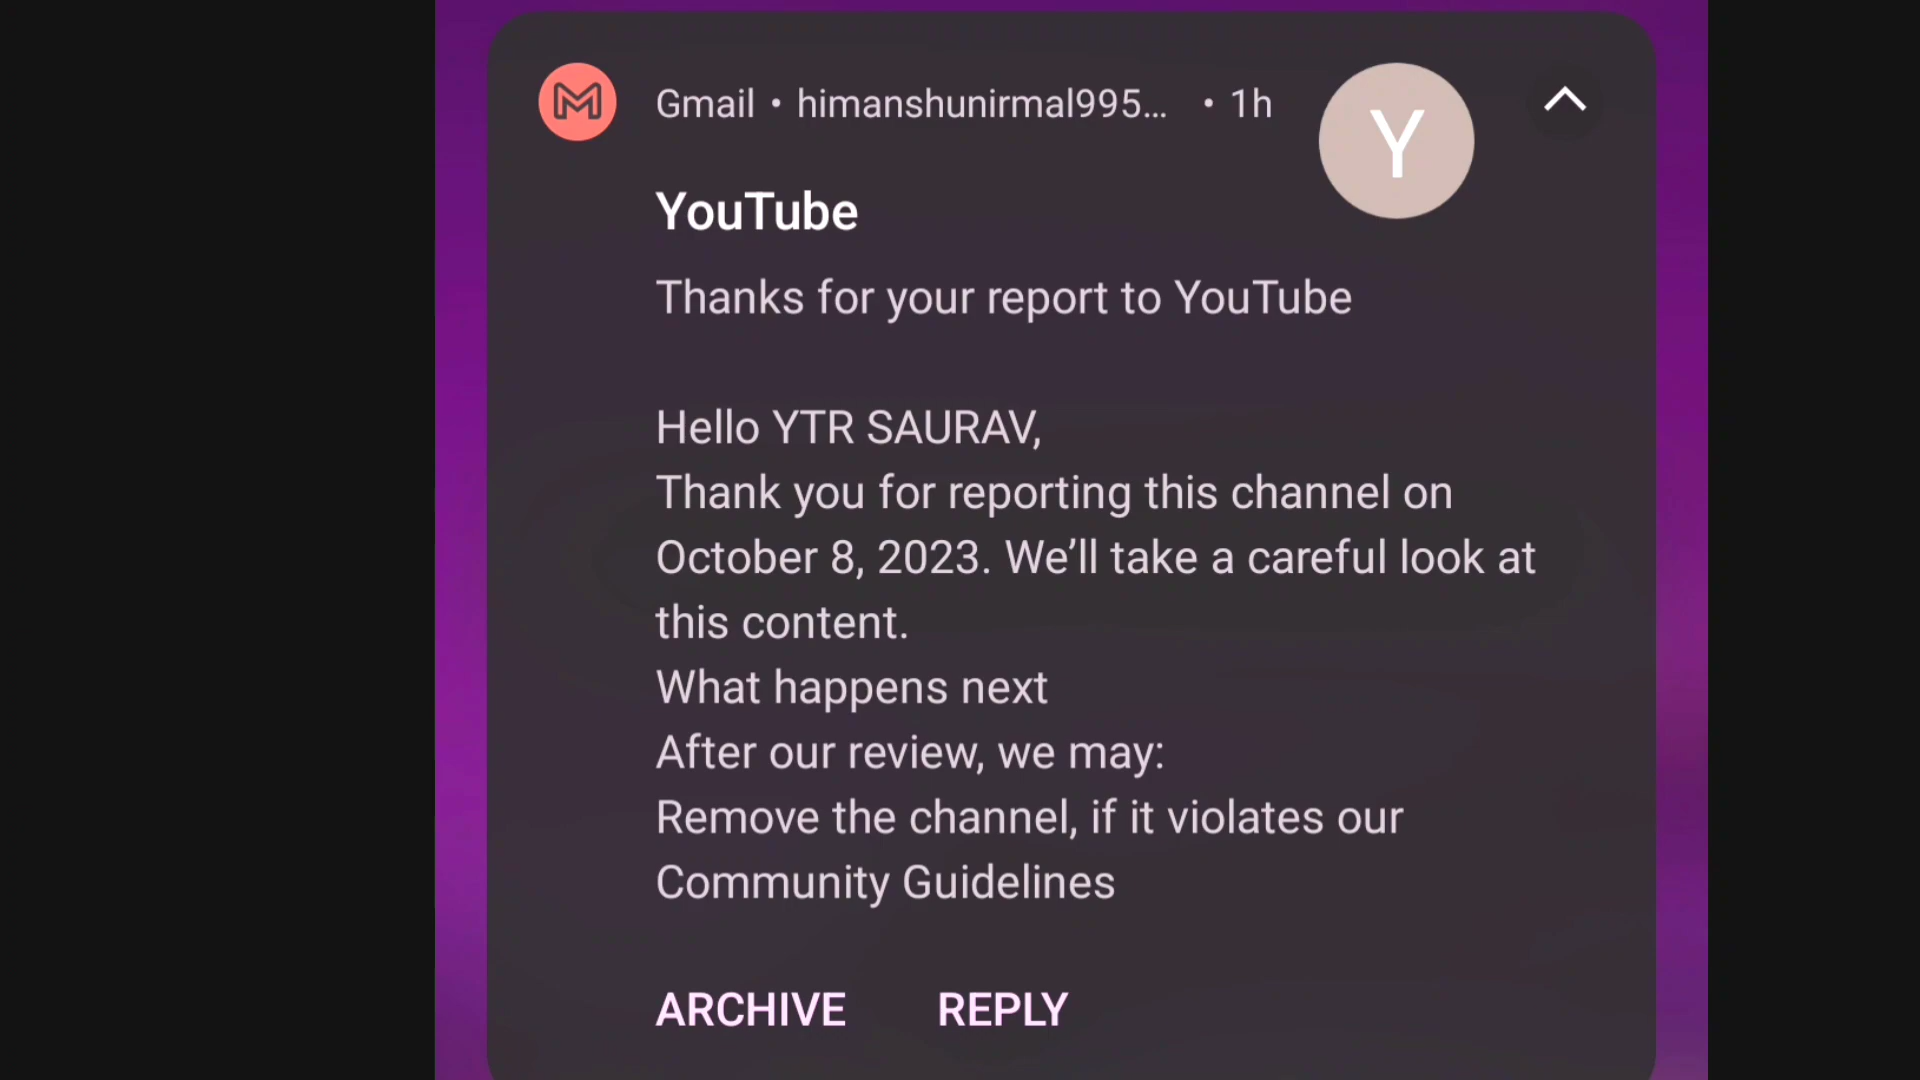 Gmail • himanshunirmal995... • 1h
Y
YouTube
Thanks for your report to YouTube
Hello YTR SAURAV,
Thank you for reporting this channel on
October 8, 2023. We’ll take a careful look at
this content.
What happens next
After our review, we may:
Remove the channel, if it violates our
Community Guidelines
ARCHIVE REPLY